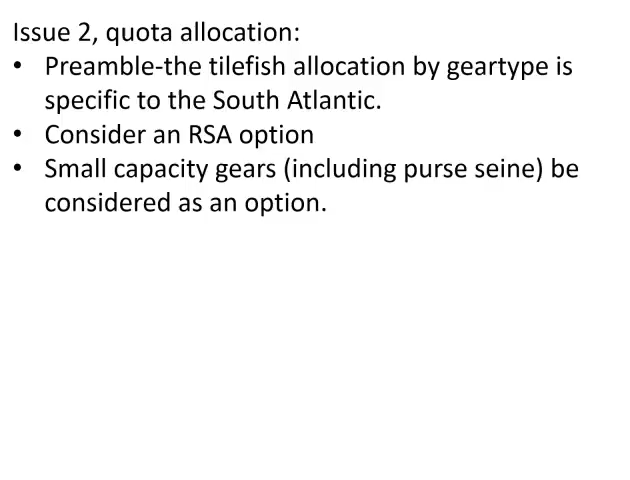 Issue 2, quota allocation:
• Preamble-the tilefish allocation by geartype is
specific to the South Atlantic.
• Consider an RSA option
• Small capacity gears (including purse seine) be
considered as an option.